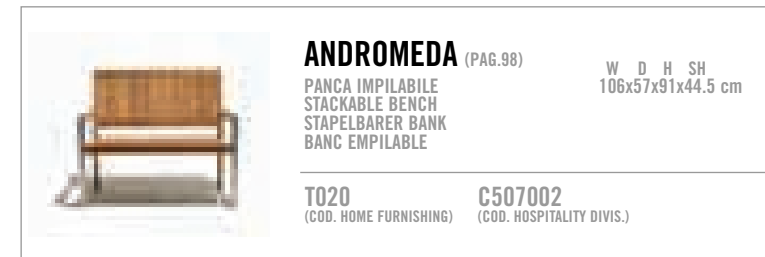 ANDROMEDA (PAG.98)
PANCA IMPILABILE
STACKABLE BENCH
STAPELBARER BANK
BANC EMPILABLE
W D H SH
106x57x91x44.5 cm
T020 C507002
(COD. HOME FURNISHING) (COD. HOSPITALITY DIVIS.)